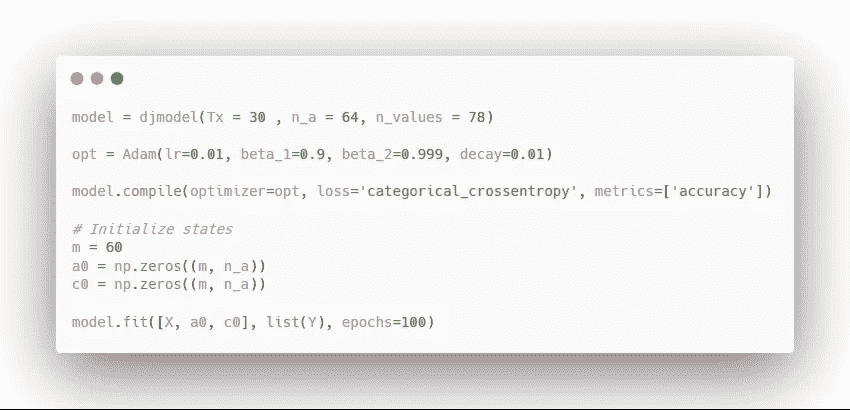 model = djmodel(Tx = 30 , n_a = 64, n_values = 78)
opt = Adam(lr=0.01, beta_1=0.9, beta_2=0.999, decay=0.01)
model.compile(optimizer=opt, loss='categorical_crossentropy', metrics=['accuracy'])
# Initialize states
m = 60
a0 = np.zeros((m, n_a))
c0 = np.zeros((m, n_a))
model.fit([X, a0, c0], list(Y), epochs=100)